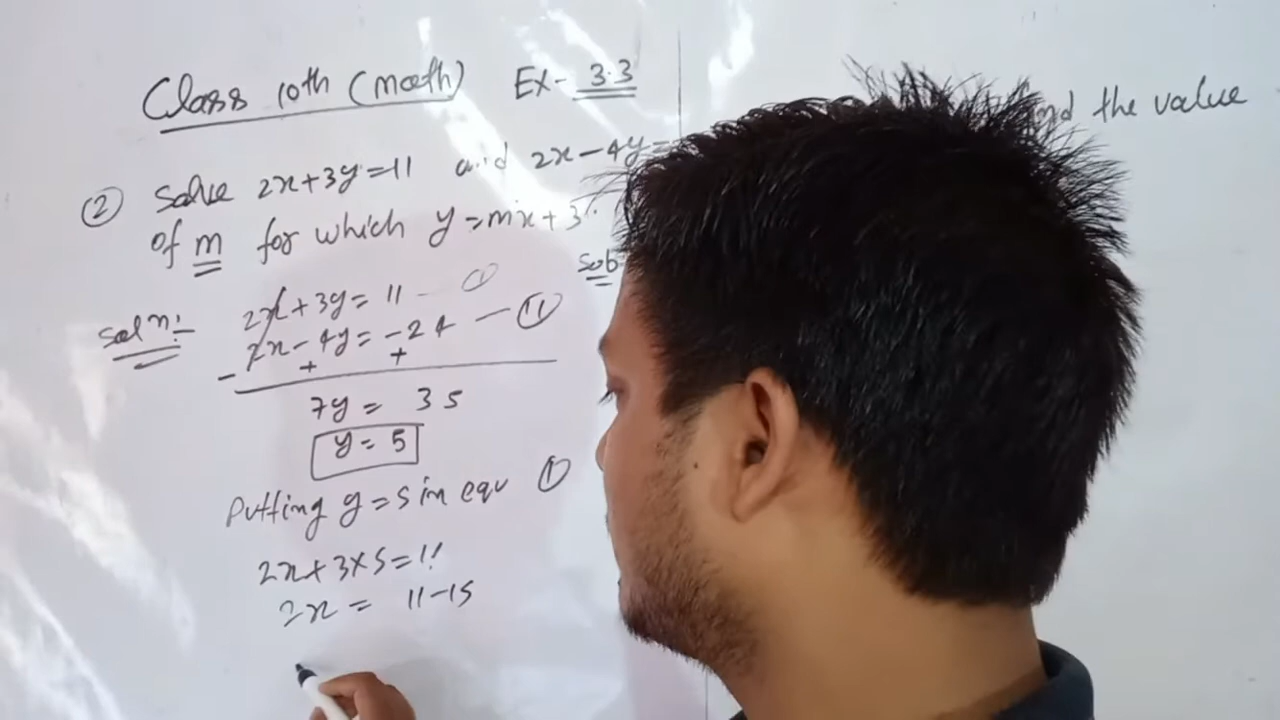 Class 10th (math) Ex- 3.3
② Solve 2x+3y=11 and 2x-4y= find the value
of m for which y=mx+3
Soln:- 2x+3y= 11 - ①
2x-4y= -24 - ⑪
- + +
7y = 35
y= 5
Putting y=5 in equ ①
2x+3×5=11
2x = 11-15